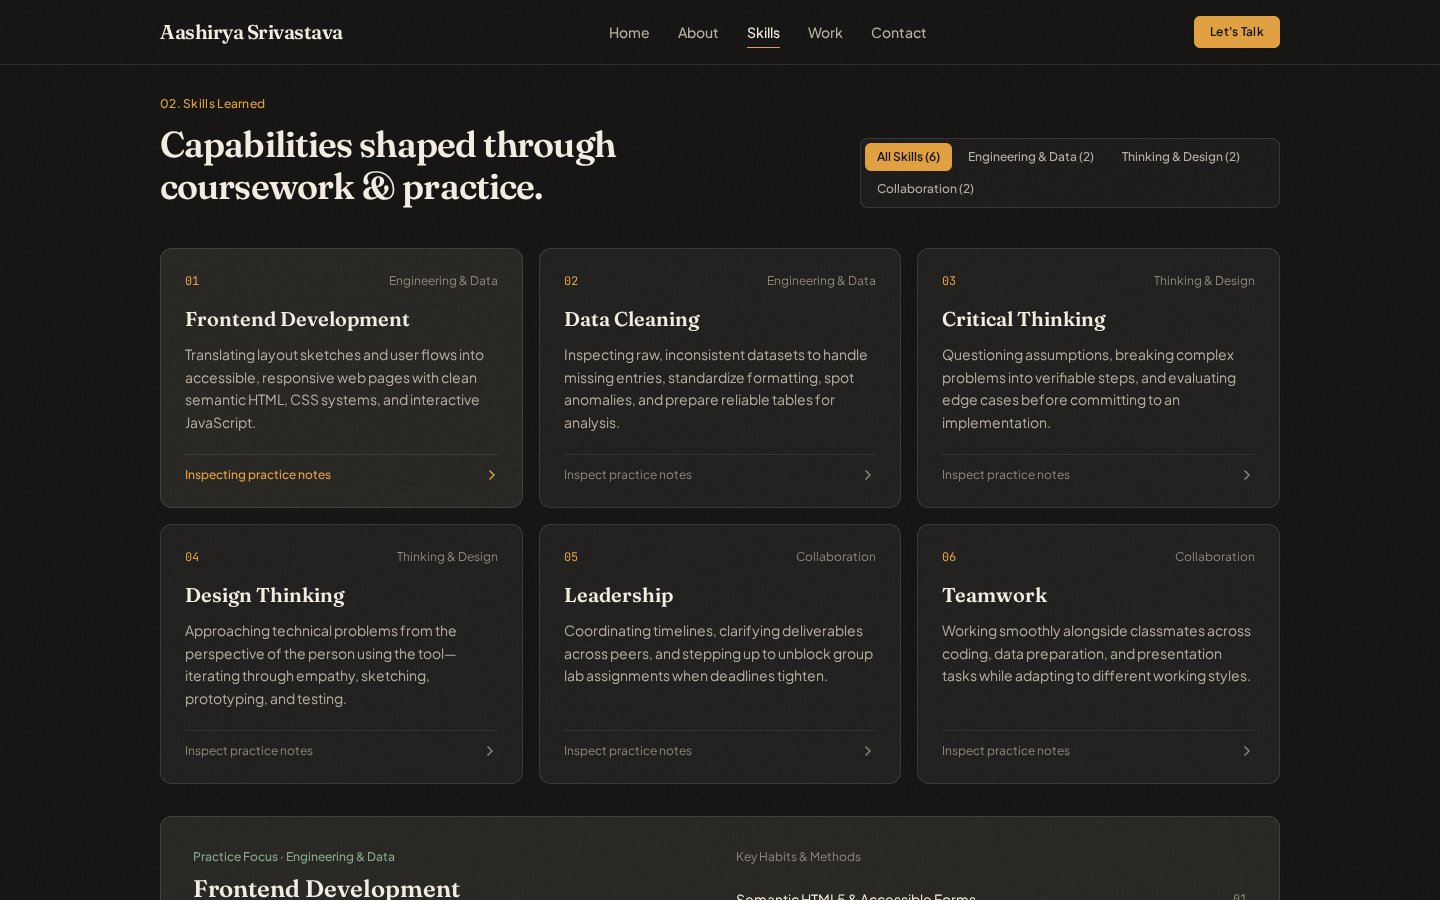 Aashirya Srivastava
Home
About
Skills
Work
Contact
Let's Talk
02. Skills Learned
Capabilities shaped through
coursework & practice.
All Skills (6)
Engineering & Data (2)
Thinking & Design (2)
Collaboration (2)
01
Engineering & Data
Frontend Development
Translating layout sketches and user flows into
accessible, responsive web pages with clean
semantic HTML, CSS systems, and interactive
JavaScript.
Inspecting practice notes
02
Engineering & Data
Data Cleaning
Inspecting raw, inconsistent datasets to handle
missing entries, standardize formatting, spot
anomalies, and prepare reliable tables for
analysis.
Inspect practice notes
03
Thinking & Design
Critical Thinking
Questioning assumptions, breaking complex
problems into verifiable steps, and evaluating
edge cases before committing to an
implementation.
Inspect practice notes
04
Thinking & Design
Design Thinking
Approaching technical problems from the
perspective of the person using the tool—
iterating through empathy, sketching,
prototyping, and testing.
Inspect practice notes
05
Collaboration
Leadership
Coordinating timelines, clarifying deliverables
across peers, and stepping up to unblock group
lab assignments when deadlines tighten.
Inspect practice notes
06
Collaboration
Teamwork
Working smoothly alongside classmates across
coding, data preparation, and presentation
tasks while adapting to different working styles.
Inspect practice notes
Practice Focus · Engineering & Data
Frontend Development
Key Habits & Methods
Semantic HTML5 & Accessible Forms
01